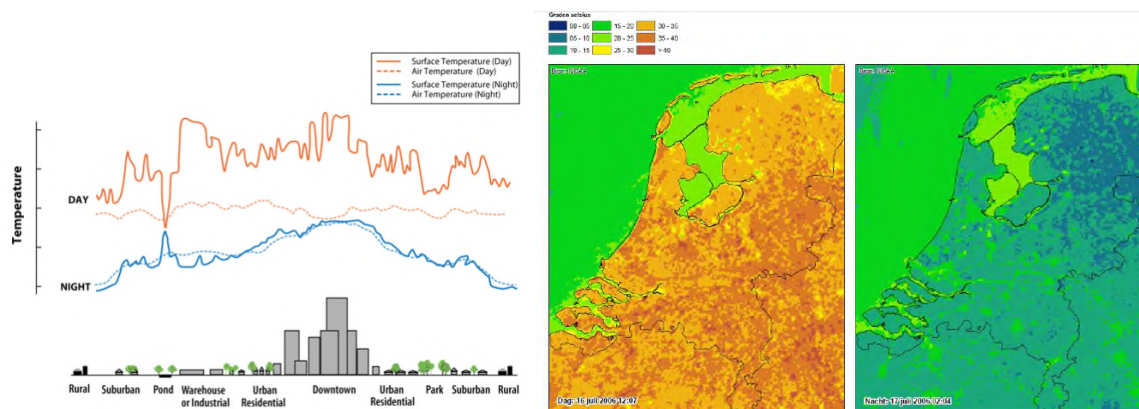 Surface Temperature (Day)
Air Temperature (Day)
Surface Temperature (Night)
Air Temperature (Night)
Temperature
DAY
NIGHT
Rural
Suburban
Pond
Warehouse
or Industrial
Urban
Residential
Downtown
Urban
Residential
Park
Suburban
Rural
Graden celsius
00 - 05
15 - 20
30 - 35
05 - 10
20 - 25
35 - 40
10 - 15
25 - 30
> 40
Dag: 16 juli 2006 12:07
Nacht: 17 juli 2006 02:04